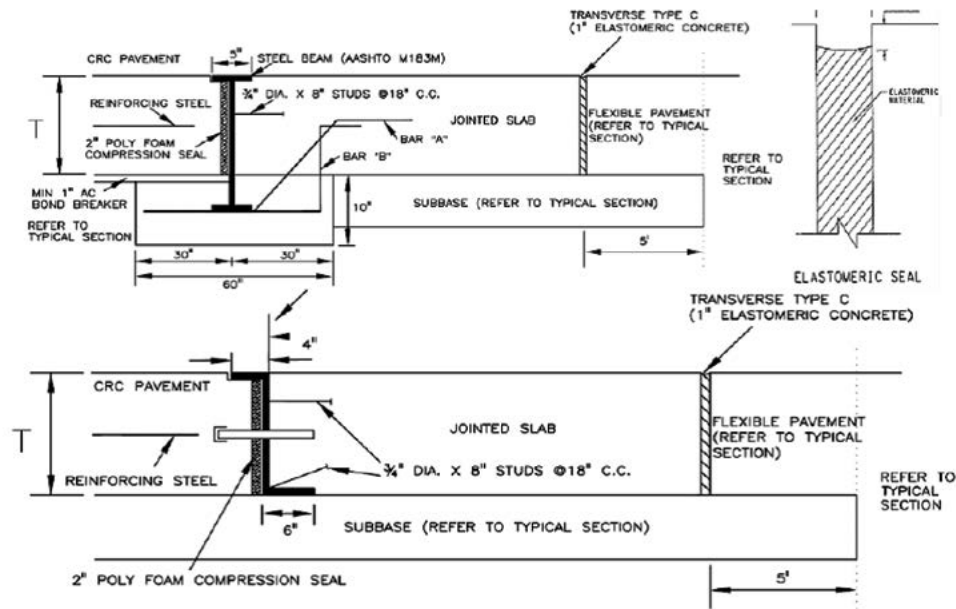 TRANSVERSE TYPE C
(1" ELASTOMERIC CONCRETE)
5"
STEEL BEAM (AASHTO M183M)
CRC PAVEMENT
¾" DIA. X 8" STUDS @18" C.C.
ELASTOMERIC
MATERIAL
REINFORCING STEEL
T
JOINTED SLAB
FLEXIBLE PAVEMENT
(REFER TO TYPICAL
SECTION)
2" POLY FOAM
COMPRESSION SEAL
BAR "A"
BAR "B"
REFER TO
TYPICAL
SECTION
MIN 1" AC
BOND BREAKER
10"
SUBBASE (REFER TO TYPICAL SECTION)
REFER TO
TYPICAL SECTION
30"
30"
5'
60"
ELASTOMERIC SEAL
TRANSVERSE TYPE C
(1" ELASTOMERIC CONCRETE)
4"
CRC PAVEMENT
T
JOINTED SLAB
FLEXIBLE PAVEMENT
(REFER TO TYPICAL
SECTION)
REINFORCING STEEL
¾" DIA. X 8" STUDS @18" C.C.
REFER TO
TYPICAL
SECTION
6"
SUBBASE (REFER TO TYPICAL SECTION)
2" POLY FOAM COMPRESSION SEAL
5'